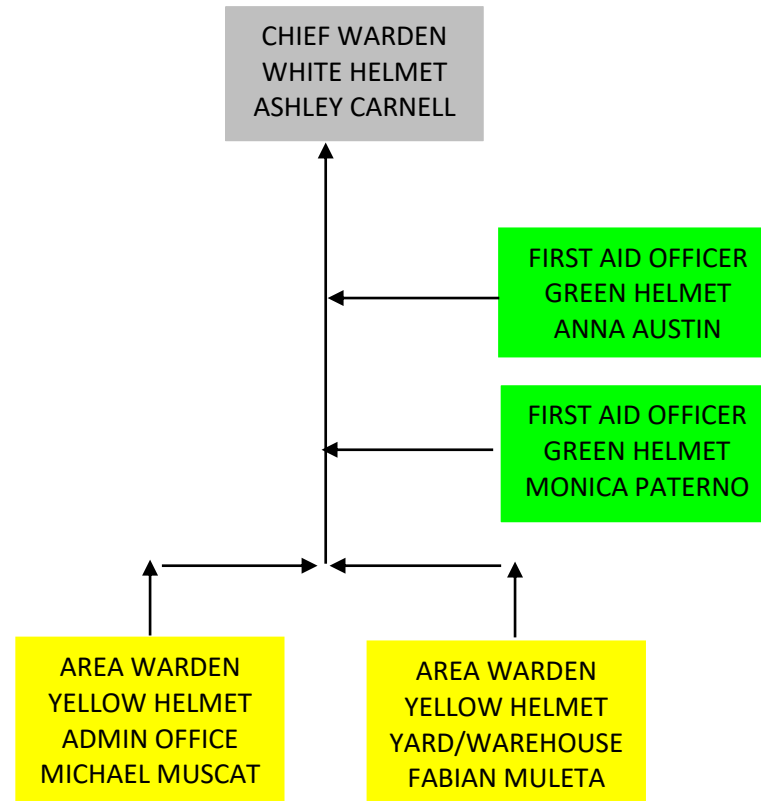 CHIEF WARDEN
WHITE HELMET
ASHLEY CARNELL
FIRST AID OFFICER
GREEN HELMET
ANNA AUSTIN
FIRST AID OFFICER
GREEN HELMET
MONICA PATERNO
AREA WARDEN
YELLOW HELMET
ADMIN OFFICE
MICHAEL MUSCAT
AREA WARDEN
YELLOW HELMET
YARD/WAREHOUSE
FABIAN MULETA